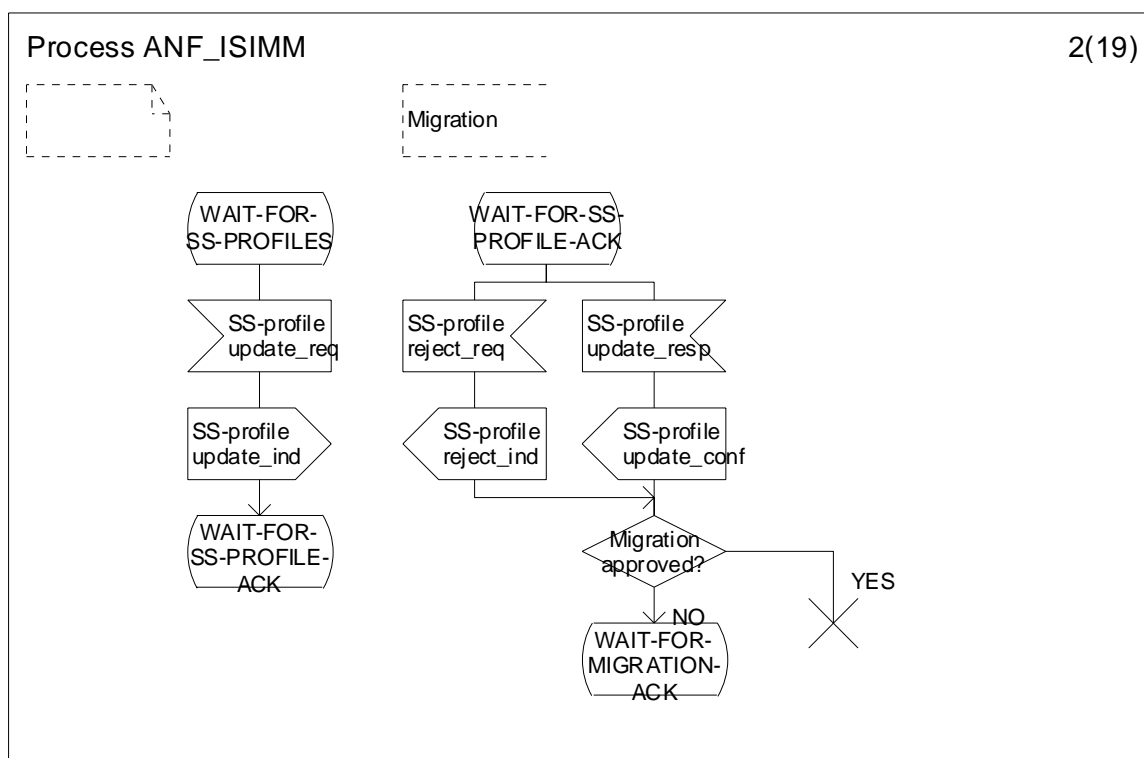 Process ANF_ISIMM
2(19)
Migration
WAIT-FOR-
SS-PROFILES
WAIT-FOR-SS-
PROFILE-ACK
SS-profile
update_req
SS-profile
reject_req
SS-profile
update_resp
SS-profile
update_ind
SS-profile
reject_ind
SS-profile
update_conf
WAIT-FOR-
SS-PROFILE-
ACK
Migration
approved?
YES
NO
WAIT-FOR-
MIGRATION-
ACK